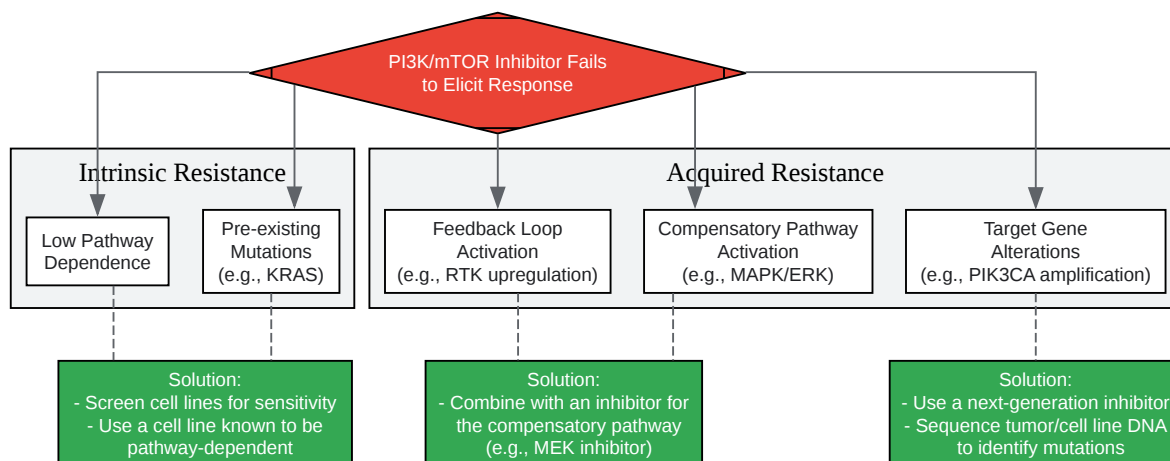 PI3K/mTOR Inhibitor Fails
to Elicit Response
Intrinsic Resistance
Low Pathway
Dependence
Pre-existing
Mutations
(e.g., KRAS)
Acquired Resistance
Feedback Loop
Activation
(e.g., RTK upregulation)
Compensatory Pathway
Activation
(e.g., MAPK/ERK)
Target Gene
Alterations
(e.g., PIK3CA amplification)
Solution:
- Screen cell lines for sensitivity
- Use a cell line known to be
pathway-dependent
Solution:
- Combine with an inhibitor for
the compensatory pathway
(e.g., MEK inhibitor)
Solution:
- Use a next-generation inhibitor
- Sequence tumor/cell line DNA
to identify mutations